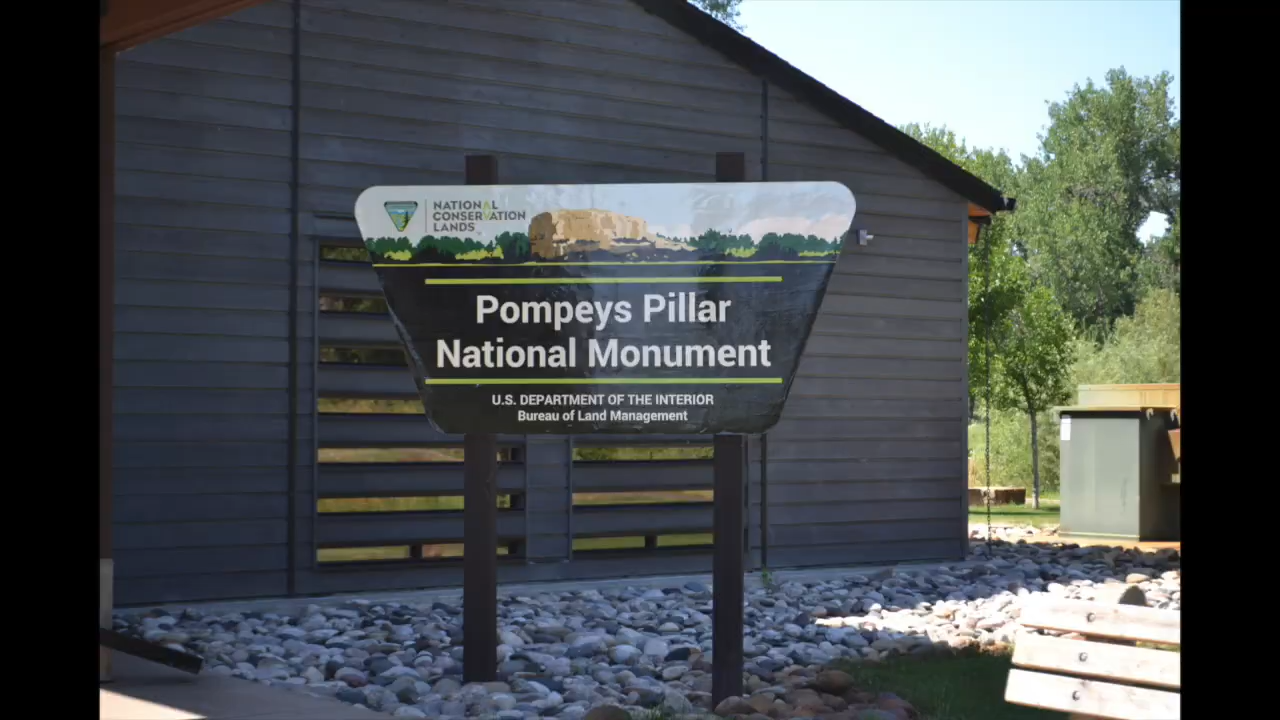 NATIONAL
CONSERVATION
LANDS
Pompeys Pillar
National Monument
U.S. DEPARTMENT OF THE INTERIOR
Bureau of Land Management